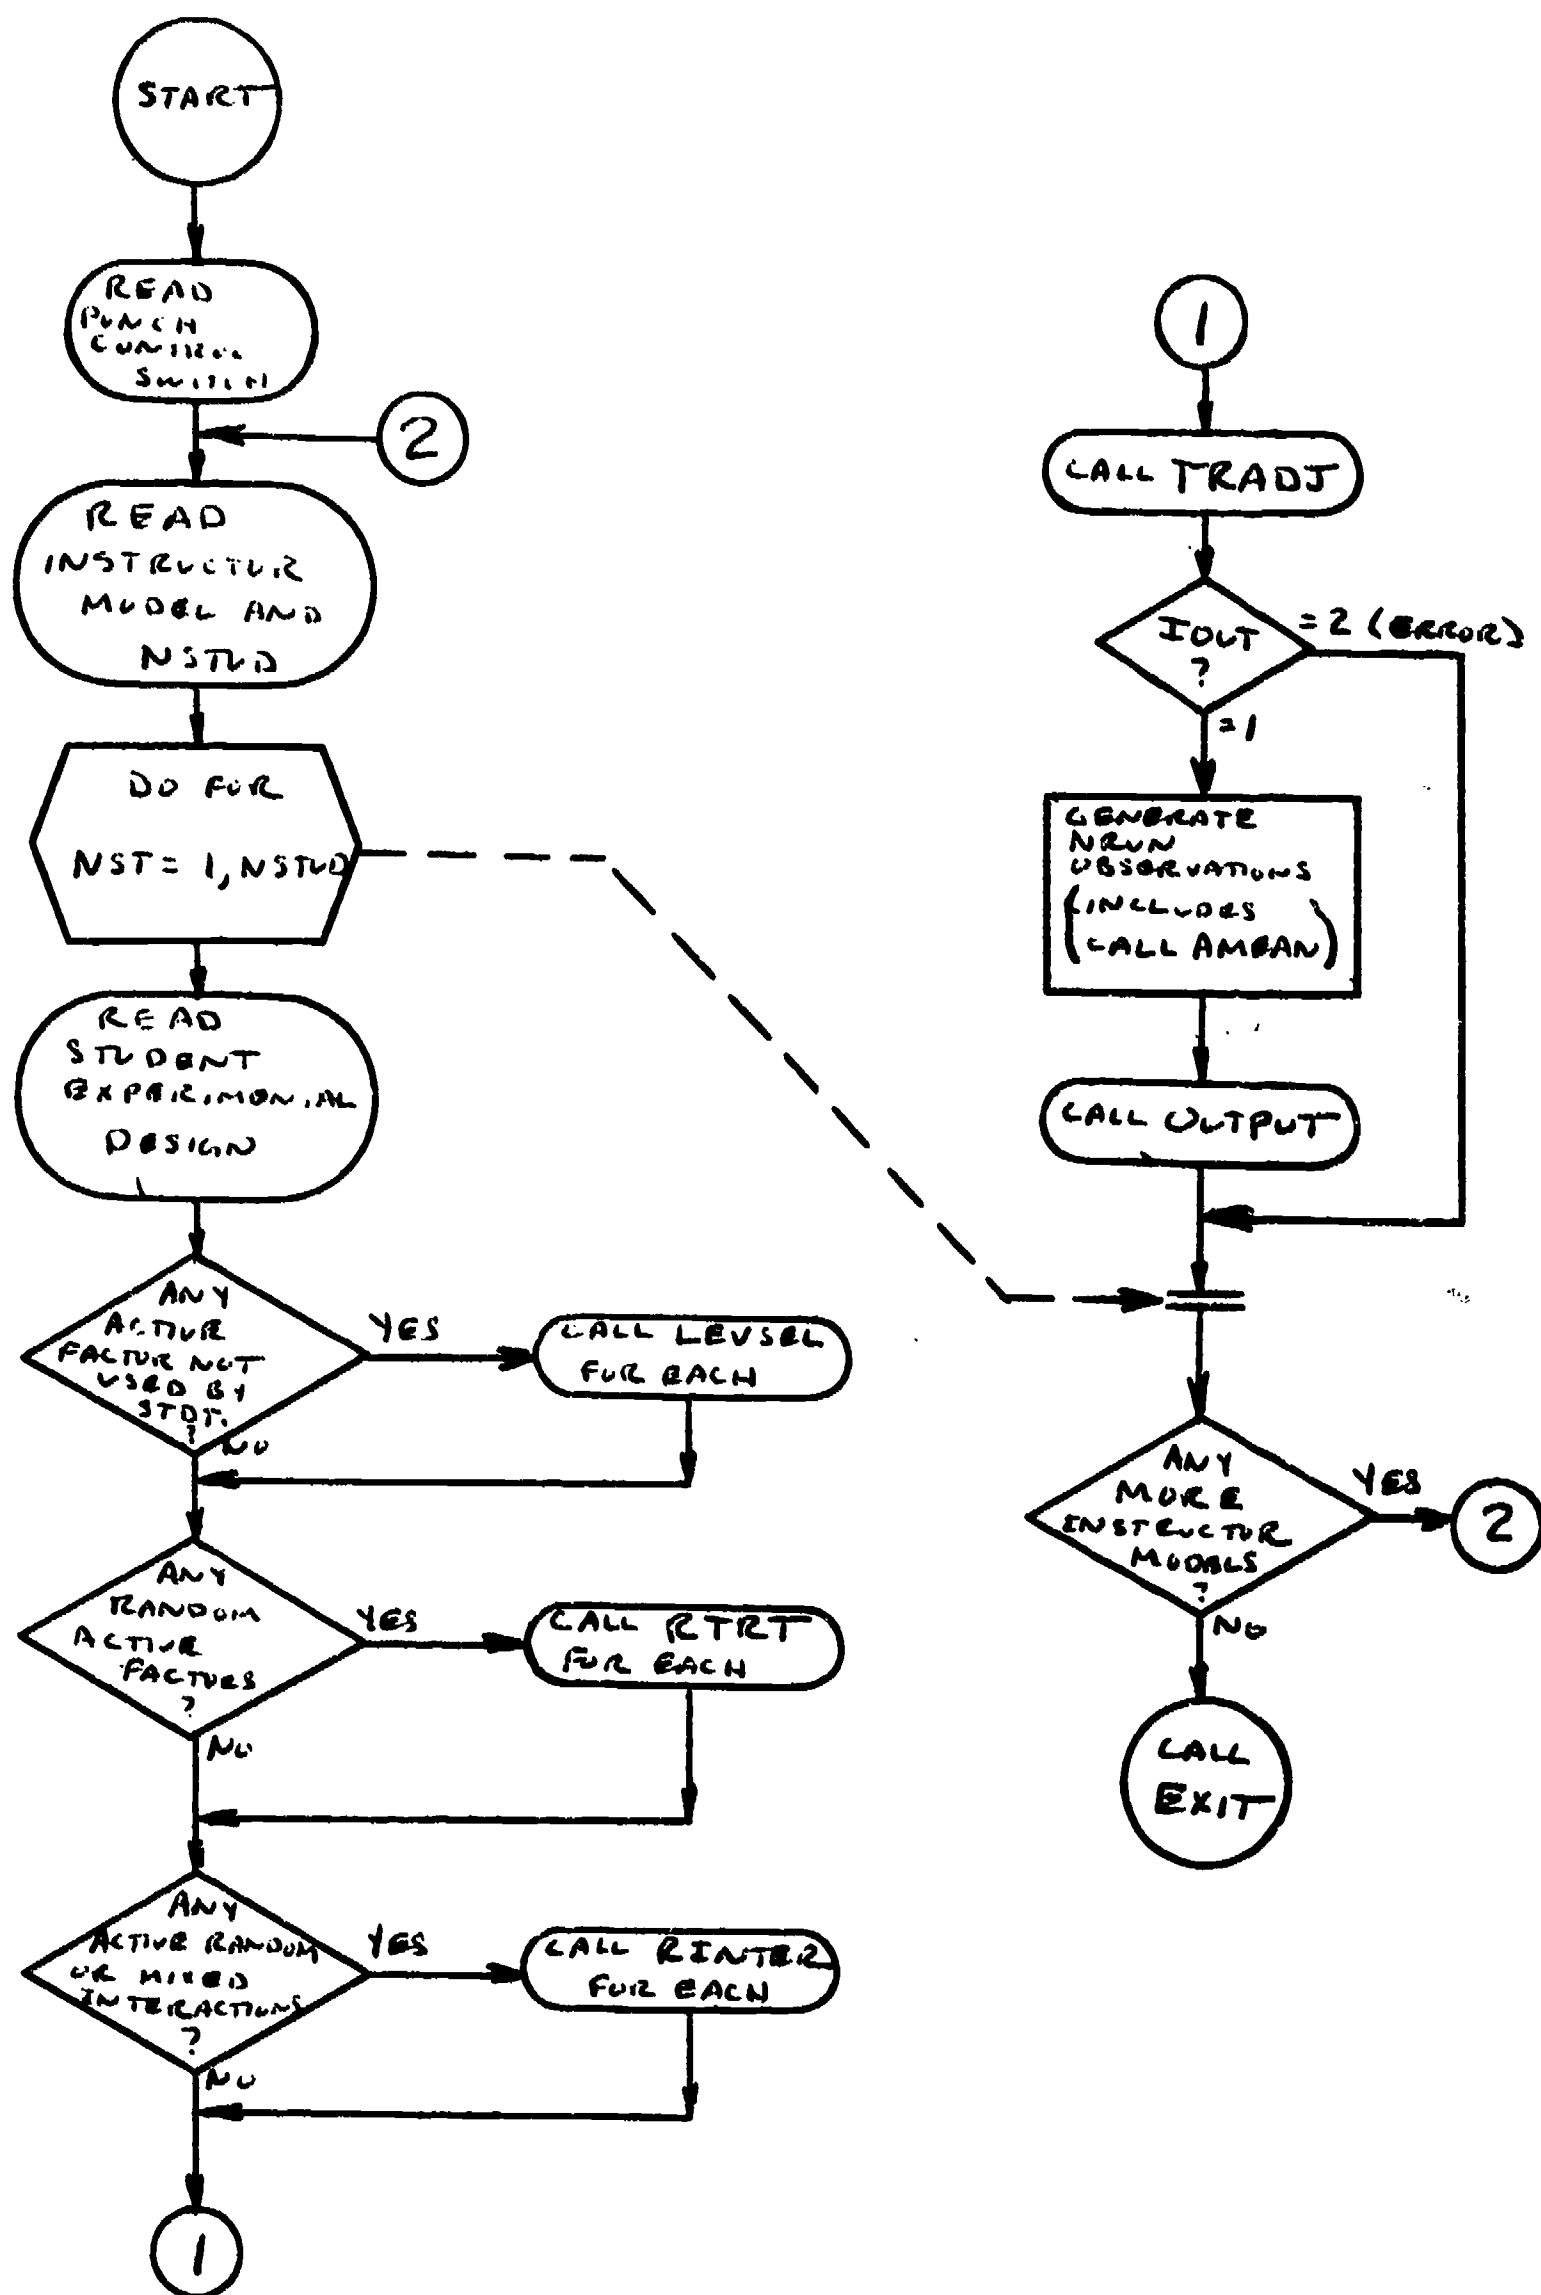 START
READ
PUNCH
CONTROL
SWITCH
2
READ
INSTRUCTOR
MODEL AND
NSTUD
DO FOR
NST = 1, NSTUD
READ
STUDENT
EXPERIMENTAL
DESIGN
ANY
ACTIVE
FACTOR NOT
USED BY
STDT.
?
YES
NO
CALL LEVSEL
FOR EACH
ANY
RANDOM
ACTIVE
FACTORS
?
YES
NO
CALL RTRT
FOR EACH
ANY
ACTIVE RANDOM
OR MIXED
INTERACTIONS
?
YES
NO
CALL RINTER
FOR EACH
1
1
CALL TRADJ
IOUT
?
= 2 (ERROR)
= 1
GENERATE
NRUN
OBSERVATIONS
(INCLUDES
CALL AMEAN)
CALL OUTPUT
ANY
MORE
INSTRUCTOR
MODELS
?
YES
2
NO
CALL
EXIT